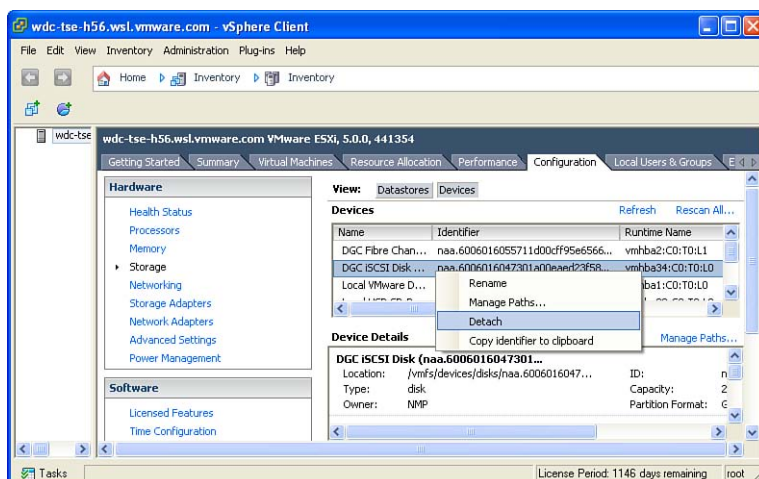 wdc-tse-h56.wsl.vmware.com - vSphere Client
File Edit View Inventory Administration Plug-ins Help
Home Inventory Inventory
wdc-tse
wdc-tse-h56.wsl.vmware.com VMware ESXi, 5.0.0, 441354
Getting Started Summary Virtual Machines Resource Allocation Performance Configuration Local Users & Groups E
Hardware
Health Status
Processors
Memory
Storage
Networking
Storage Adapters
Network Adapters
Advanced Settings
Power Management
Software
Licensed Features
Time Configuration
View: Datastores Devices
Devices Refresh Rescan All...
Name Identifier Runtime Name
DGC Fibre Chan... naa.6006016055711d00cff95e6566... vmhba2:C0:T0:L1
DGC iSCSI Disk ... naa.6006016047301a00eaed23f58... vmhba34:C0:T0:L0
Local VMware D... hba1:C0:T0:L0
Rename
Manage Paths...
Detach
Copy identifier to clipboard
Device Details Manage Paths...
DGC iSCSI Disk (naa.6006016047301...
Location: /vmfs/devices/disks/naa.6006016047... ID: n
Type: disk Capacity: 2
Owner: NMP Partition Format: G
Tasks License Period: 1146 days remaining root